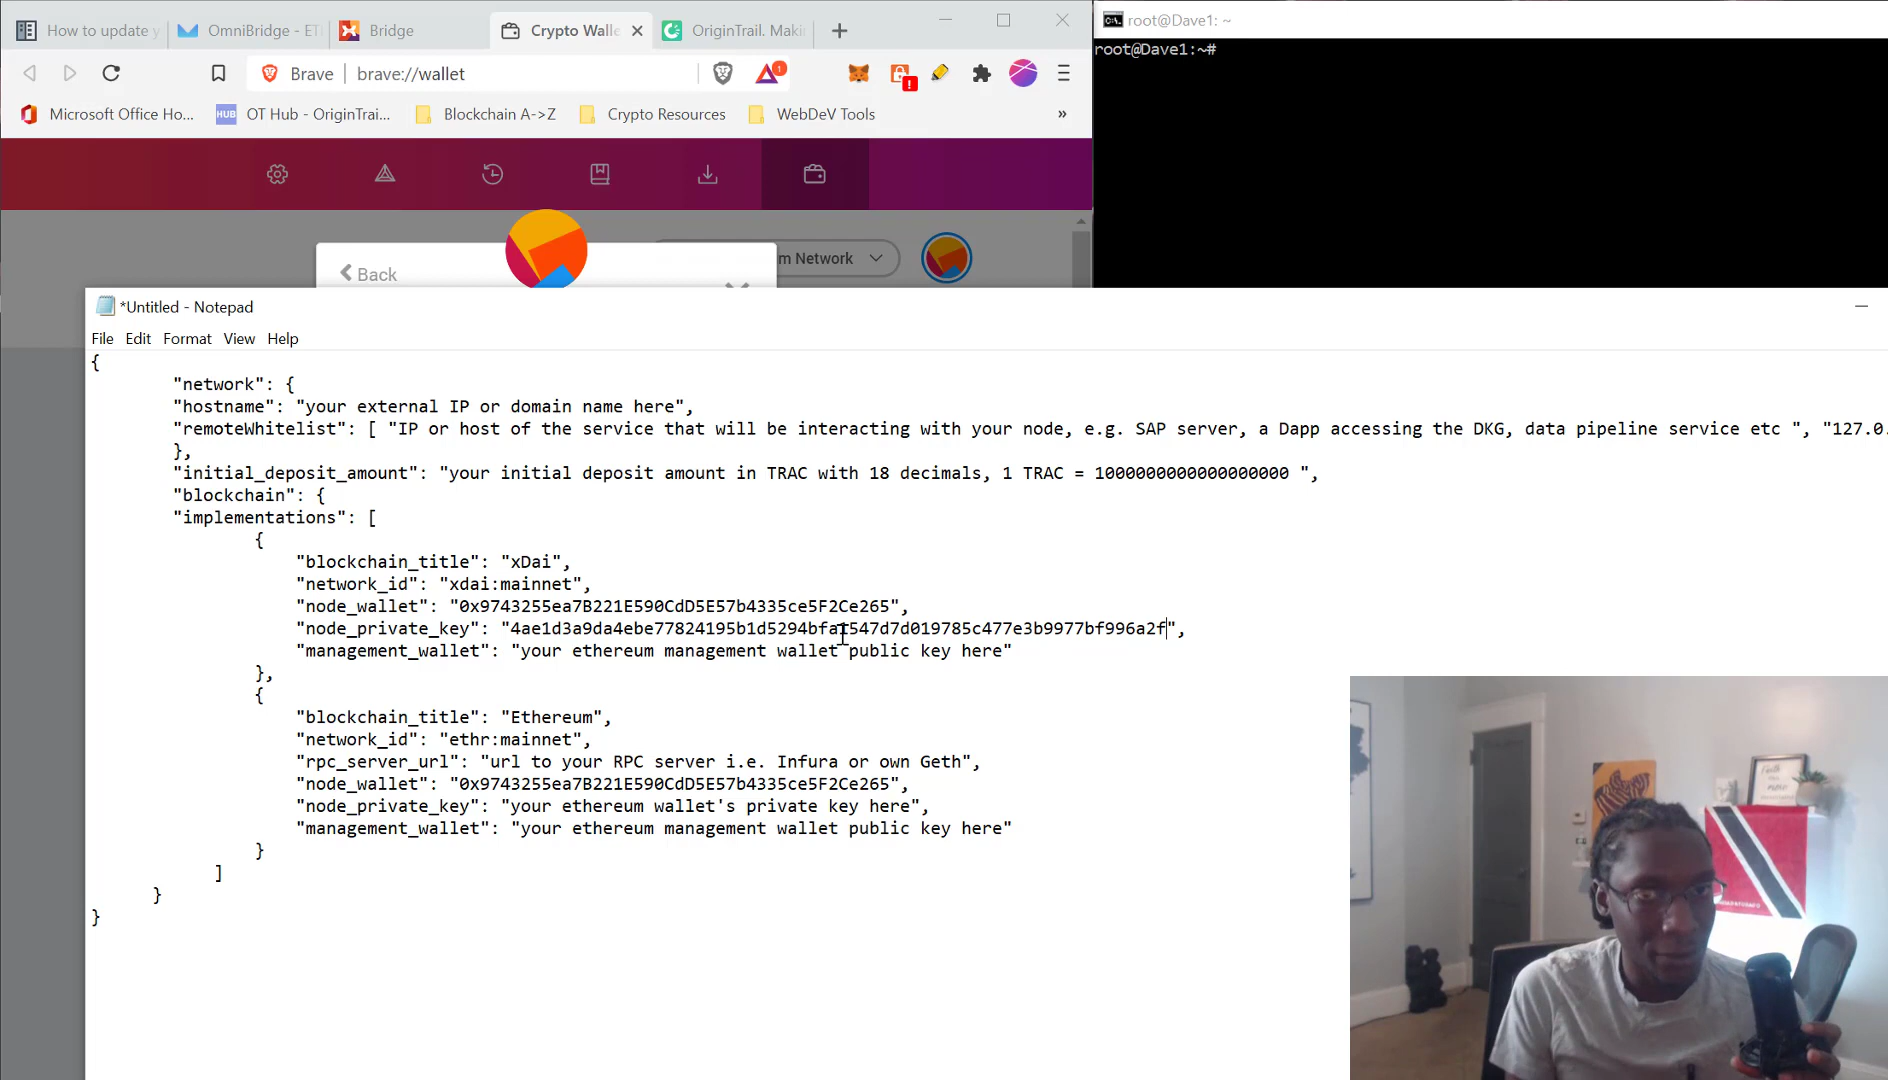 How to update y
OmniBridge - ET
Bridge
Crypto Walle
OriginTrail. Maki
root@Dave1: ~
root@Dave1:~#
Brave
brave://wallet
1
Microsoft Office Ho...
HUB
OT Hub - OriginTrai...
Blockchain A->Z
Crypto Resources
WebDEV Tools
»
Back
m Network
*Untitled - Notepad
File Edit Format View Help
{
"network": {
"hostname": "your external IP or domain name here",
"remoteWhitelist": [ "IP or host of the service that will be interacting with your node, e.g. SAP server, a Dapp accessing the DKG, data pipeline service etc ", "127.0.
},
"initial_deposit_amount": "your initial deposit amount in TRAC with 18 decimals, 1 TRAC = 1000000000000000000 ",
"blockchain": {
"implementations": [
{
"blockchain_title": "xDai",
"network_id": "xdai:mainnet",
"node_wallet": "0x9743255ea7B221E590CdD5E57b4335ce5F2Ce265",
"node_private_key":
"management_wallet": "your ethereum management wallet public key here"
},
{
"blockchain_title": "Ethereum",
"network_id": "ethr:mainnet",
"rpc_server_url": "url to your RPC server i.e. Infura or own Geth",
"node_wallet": "0x9743255ea7B221E590CdD5E57b4335ce5F2Ce265",
"node_private_key": "your ethereum wallet's private key here",
"management_wallet": "your ethereum management wallet public key here"
}
]
}
}